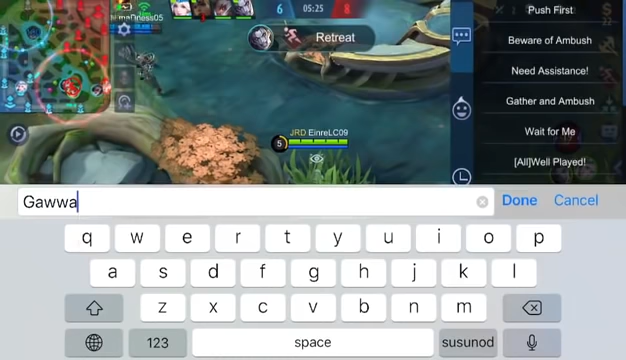 6 05:25 8
Retreat
JRD EinreLC09
5
Push First
Beware of Ambush
Need Assistance!
Gather and Ambush
Wait for Me
[All]Well Played!
Gawwa
Done
Cancel
q w e r t y u i o p
a s d f g h j k l
z x c v b n m
123
space
susunod